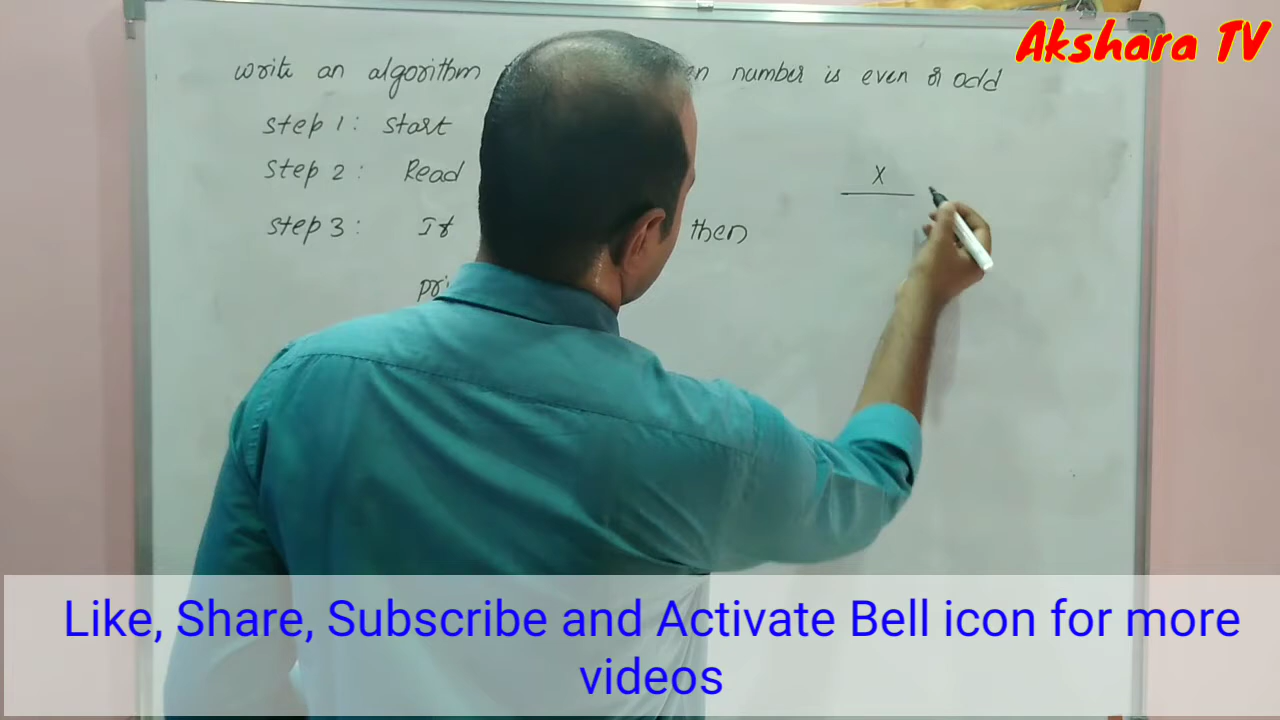 Akshara TV
write an algorithm number is even or odd
step 1: start
step 2: Read
X
step 3: If then
Like, Share, Subscribe and Activate Bell icon for more
videos